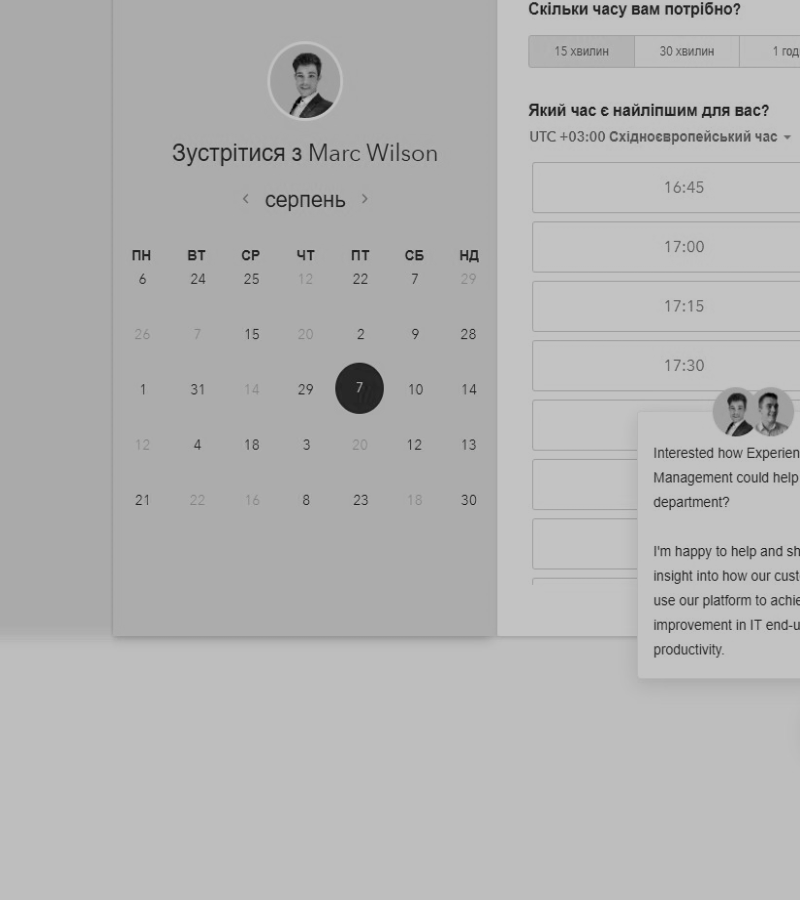 Зустрітися з Marc Wilson
серпень
ПН ВТ СР ЧТ ПТ СБ НД
6 24 25 12 22 7 29
26 7 15 20 2 9 28
1 31 14 29 7 10 14
12 4 18 3 20 12 13
21 22 16 8 23 18 30
Скільки часу вам потрібно?
15 хвилин 30 хвилин 1 год
Який час є найліпшим для вас?
UTC +03:00 Східноєвропейський час
16:45
17:00
17:15
17:30
Interested how Experien
Management could help
department?
I'm happy to help and sh
insight into how our cust
use our platform to achie
improvement in IT end-u
productivity.